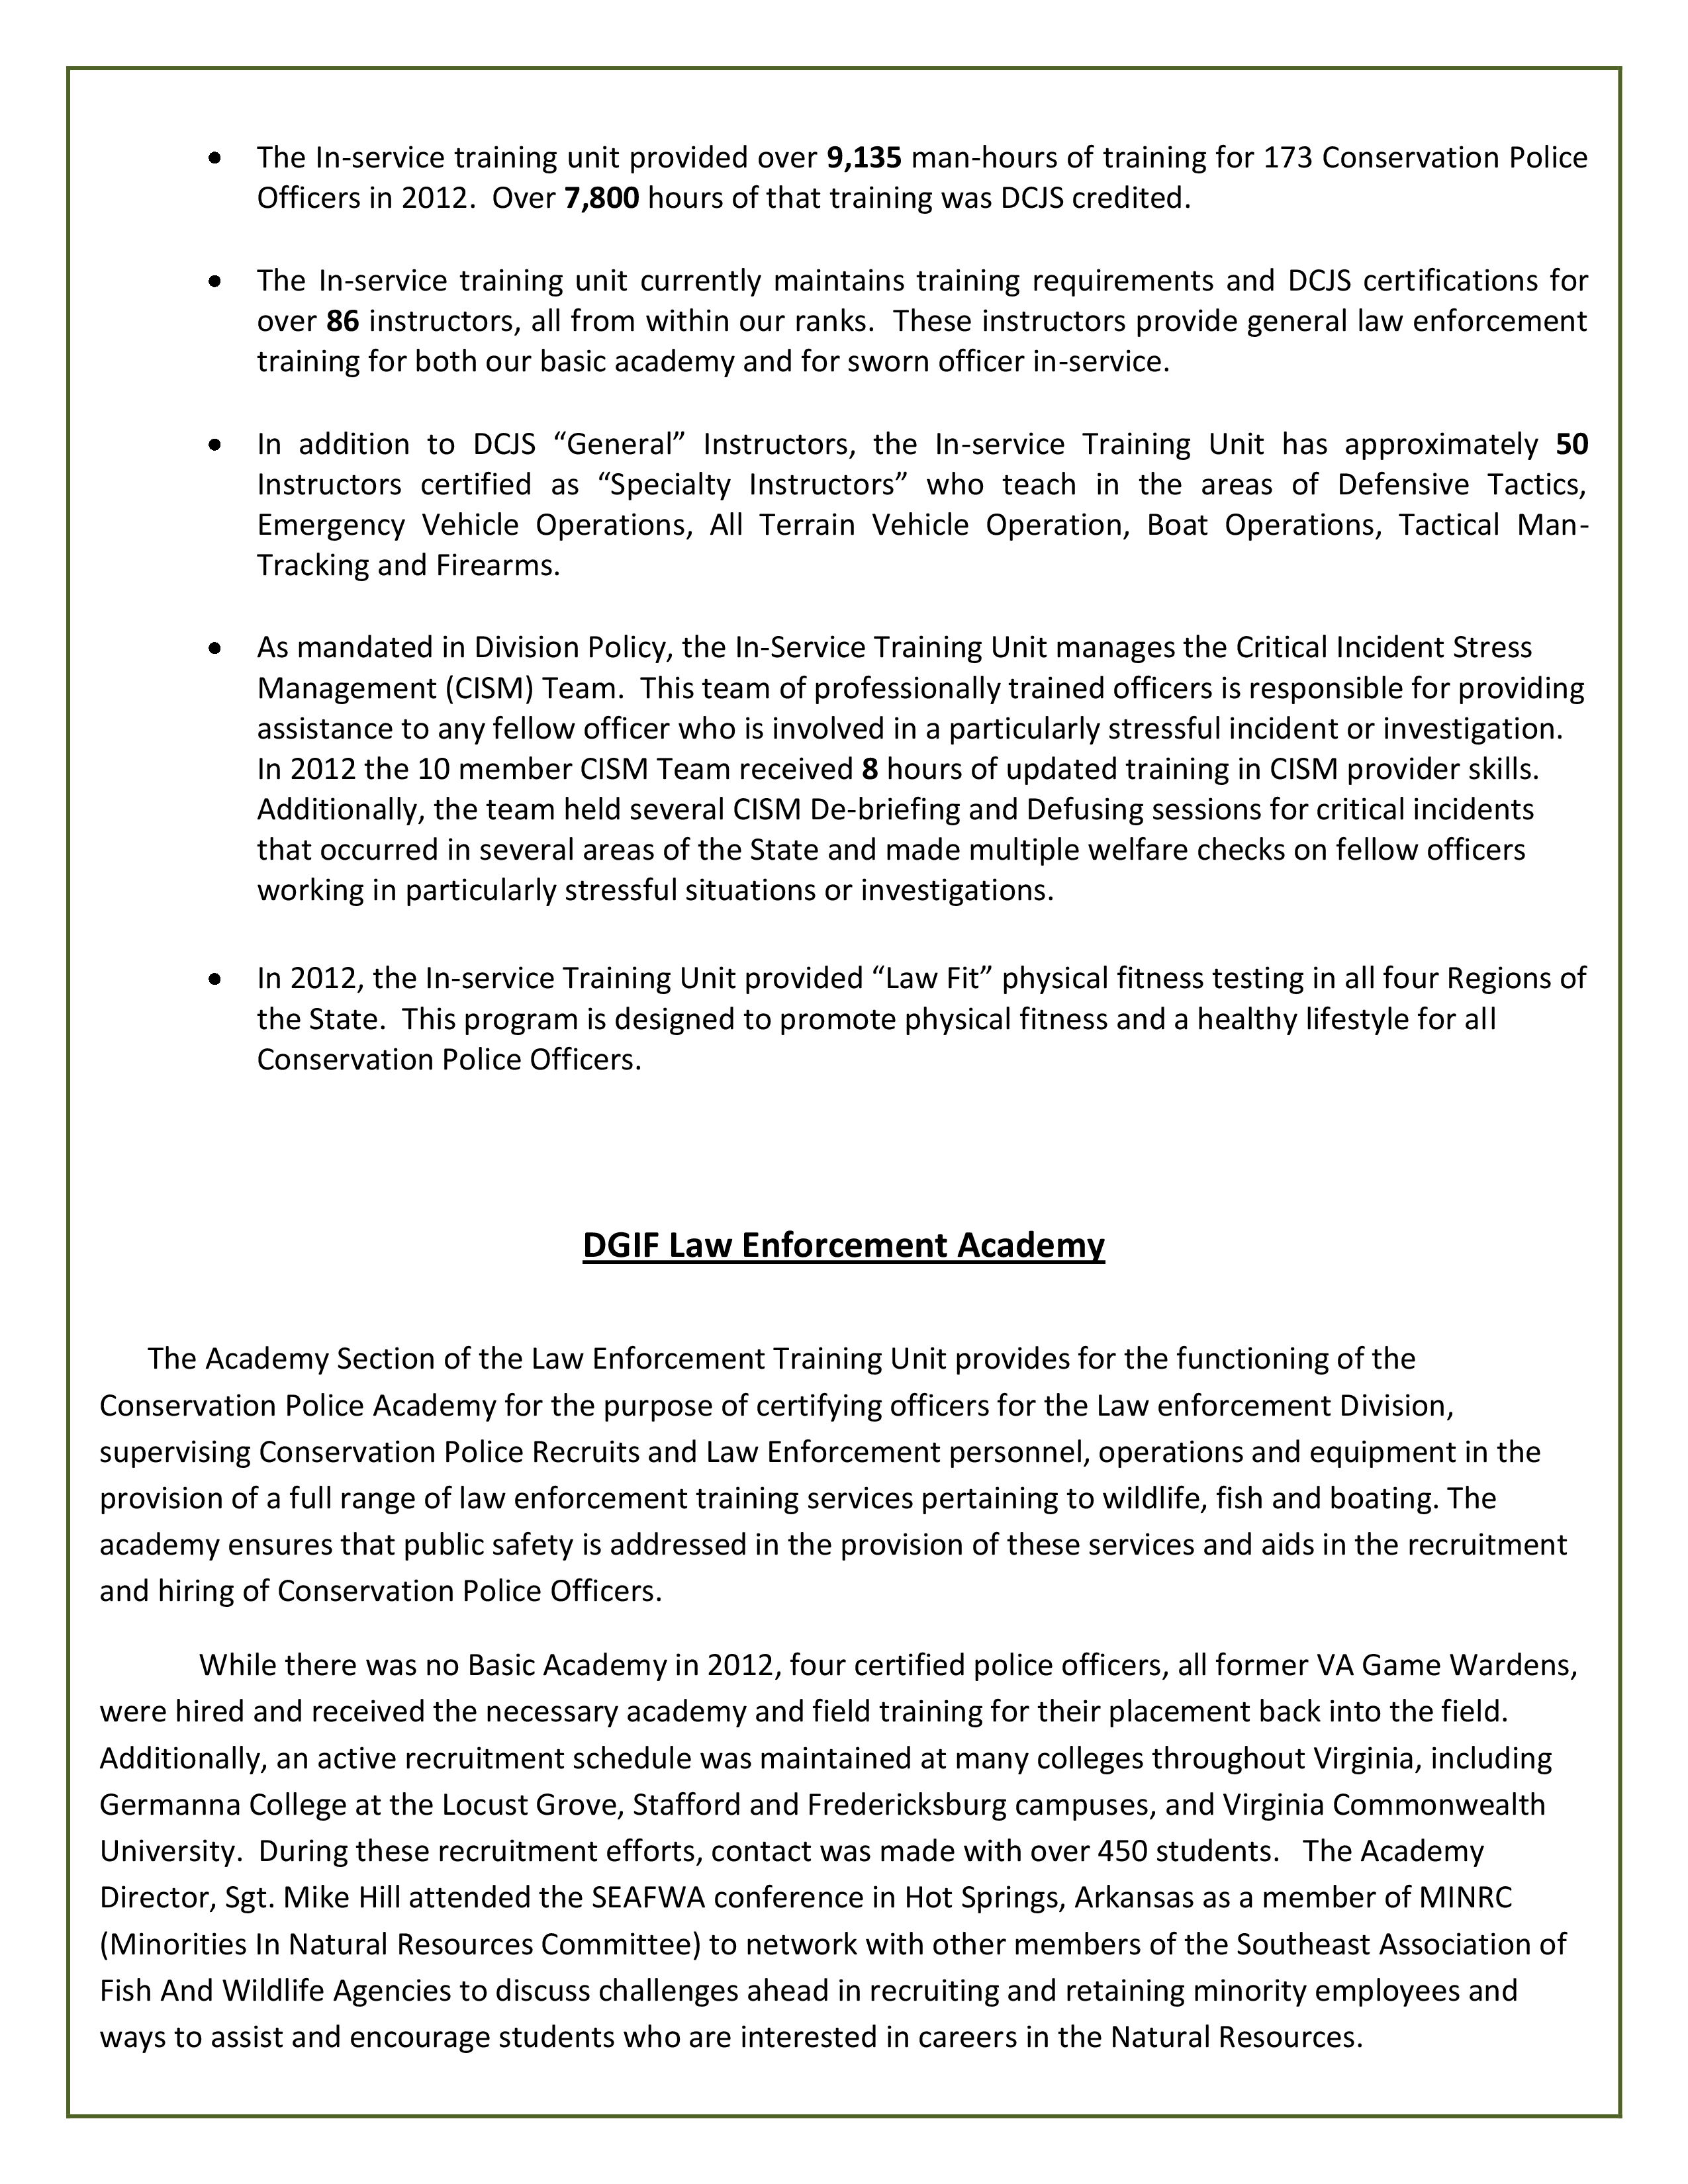 • The In-service training unit provided over 9,135 man-hours of training for 173 Conservation Police
Officers in 2012.  Over 7,800 hours of that training was DCJS credited.
• The In-service training unit currently maintains training requirements and DCJS certifications for
over 86 instructors, all from within our ranks.  These instructors provide general law enforcement
training for both our basic academy and for sworn officer in-service.
• In addition to DCJS “General” Instructors, the In-service Training Unit has approximately 50
Instructors certified as “Specialty Instructors” who teach in the areas of Defensive Tactics,
Emergency Vehicle Operations, All Terrain Vehicle Operation, Boat Operations, Tactical Man-
Tracking and Firearms.
• As mandated in Division Policy, the In-Service Training Unit manages the Critical Incident Stress
Management (CISM) Team.  This team of professionally trained officers is responsible for providing
assistance to any fellow officer who is involved in a particularly stressful incident or investigation.
In 2012 the 10 member CISM Team received 8 hours of updated training in CISM provider skills.
Additionally, the team held several CISM De-briefing and Defusing sessions for critical incidents
that occurred in several areas of the State and made multiple welfare checks on fellow officers
working in particularly stressful situations or investigations.
• In 2012, the In-service Training Unit provided “Law Fit” physical fitness testing in all four Regions of
the State.  This program is designed to promote physical fitness and a healthy lifestyle for all
Conservation Police Officers.
DGIF Law Enforcement Academy
The Academy Section of the Law Enforcement Training Unit provides for the functioning of the
Conservation Police Academy for the purpose of certifying officers for the Law enforcement Division,
supervising Conservation Police Recruits and Law Enforcement personnel, operations and equipment in the
provision of a full range of law enforcement training services pertaining to wildlife, fish and boating. The
academy ensures that public safety is addressed in the provision of these services and aids in the recruitment
and hiring of Conservation Police Officers.
While there was no Basic Academy in 2012, four certified police officers, all former VA Game Wardens,
were hired and received the necessary academy and field training for their placement back into the field.
Additionally, an active recruitment schedule was maintained at many colleges throughout Virginia, including
Germanna College at the Locust Grove, Stafford and Fredericksburg campuses, and Virginia Commonwealth
University.  During these recruitment efforts, contact was made with over 450 students.   The Academy
Director, Sgt. Mike Hill attended the SEAFWA conference in Hot Springs, Arkansas as a member of MINRC
(Minorities In Natural Resources Committee) to network with other members of the Southeast Association of
Fish And Wildlife Agencies to discuss challenges ahead in recruiting and retaining minority employees and
ways to assist and encourage students who are interested in careers in the Natural Resources.